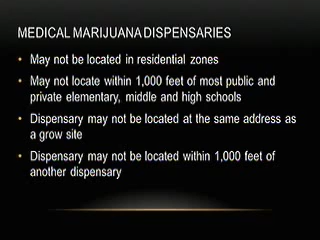 MEDICAL MARIJUANA DISPENSARIES
• May not be located in residential zones
• May not locate within 1,000 feet of most public and
private elementary, middle and high schools
• Dispensary may not be located at the same address as
a grow site
• Dispensary may not be located within 1,000 feet of
another dispensary